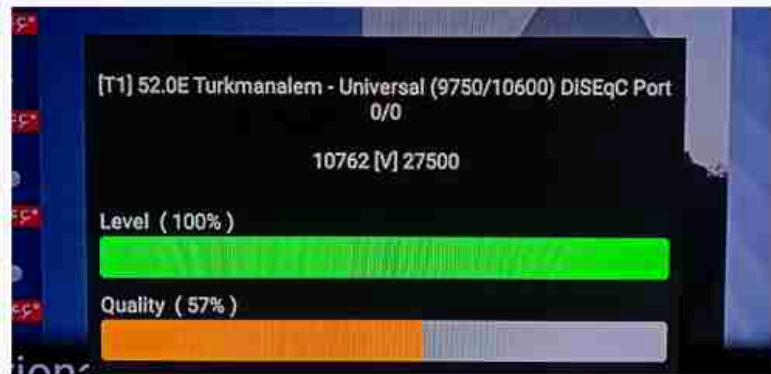 [T1] 52.0E Turkmanalem - Universal (9750/10600) DiSEqC Port
0/0
10762 [V] 27500
Level ( 100% )
Quality ( 57% )